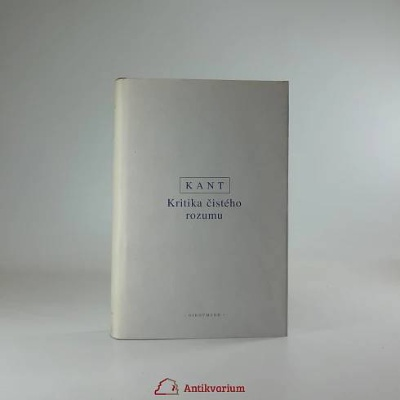 KANT
Kritika čistého
rozumu
Antikvorium